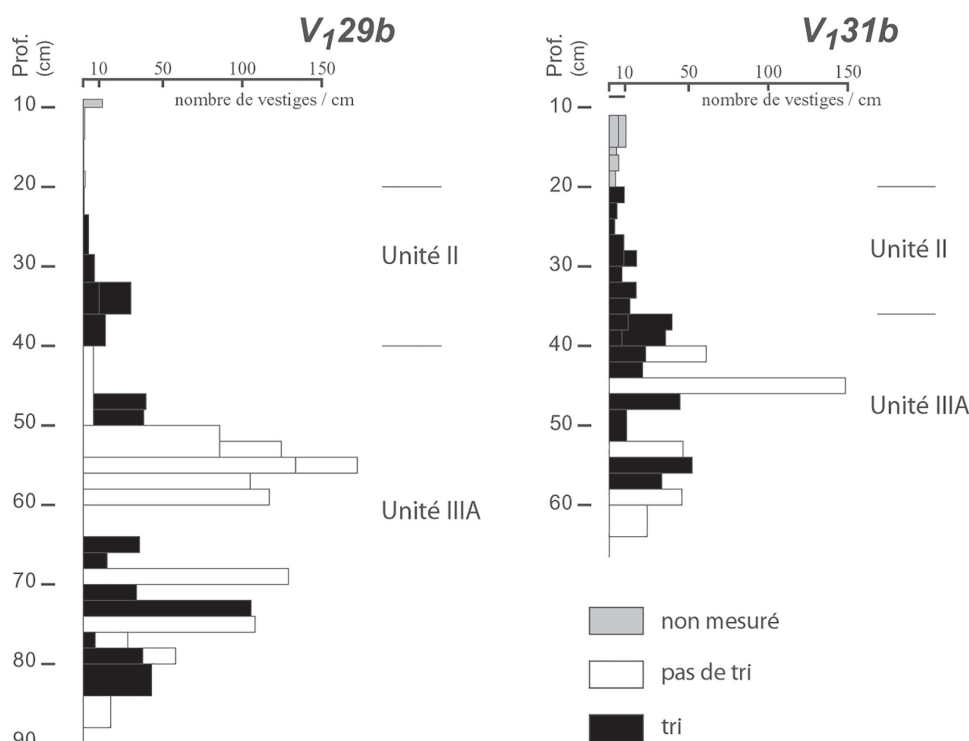 V₁29b
Prof.
(cm)
10 50 100 150
nombre de vestiges / cm
10
20
30
40
50
60
70
80
90
Unité II
Unité IIIA
V₁31b
Prof.
(cm)
10 50 100 150
nombre de vestiges / cm
10
20
30
40
50
60
Unité II
Unité IIIA
non mesuré
pas de tri
tri